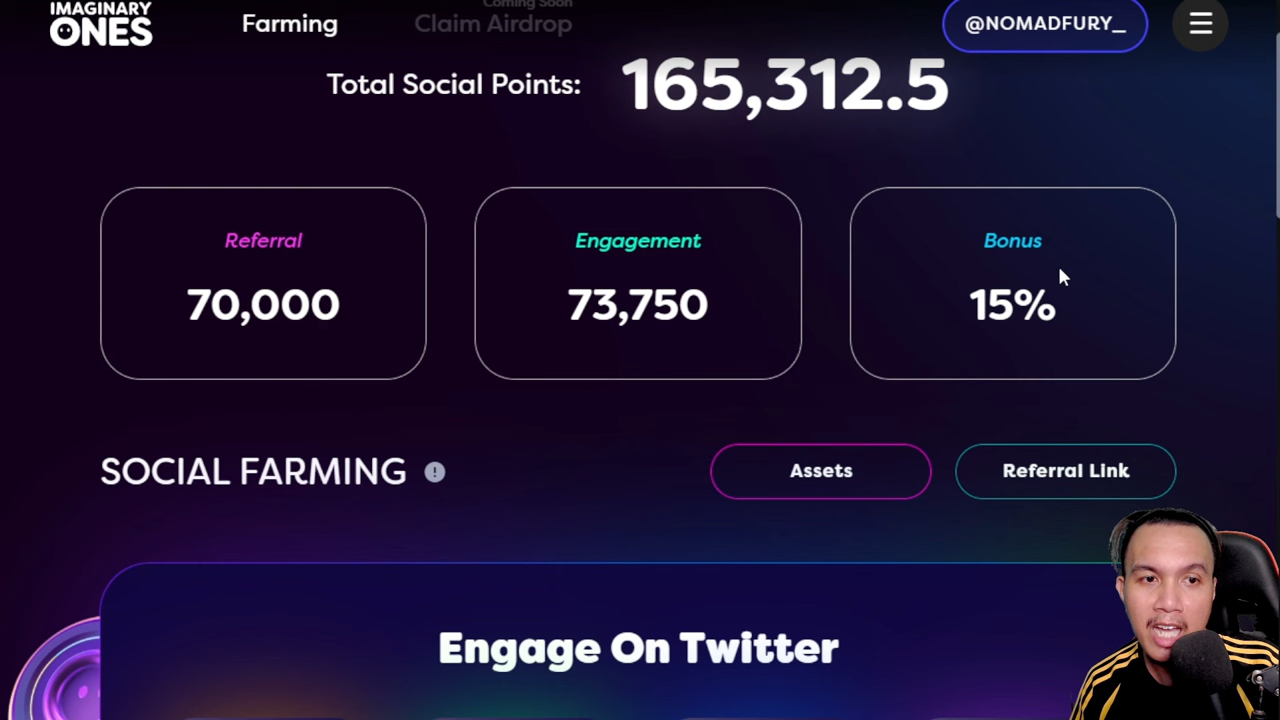 IMAGINARY
ONES
Farming
Coming Soon
Claim Airdrop
@NOMADFURY_
Total Social Points:
165,312.5
Referral
70,000
Engagement
73,750
Bonus
15%
SOCIAL FARMING
Assets
Referral Link
Engage On Twitter